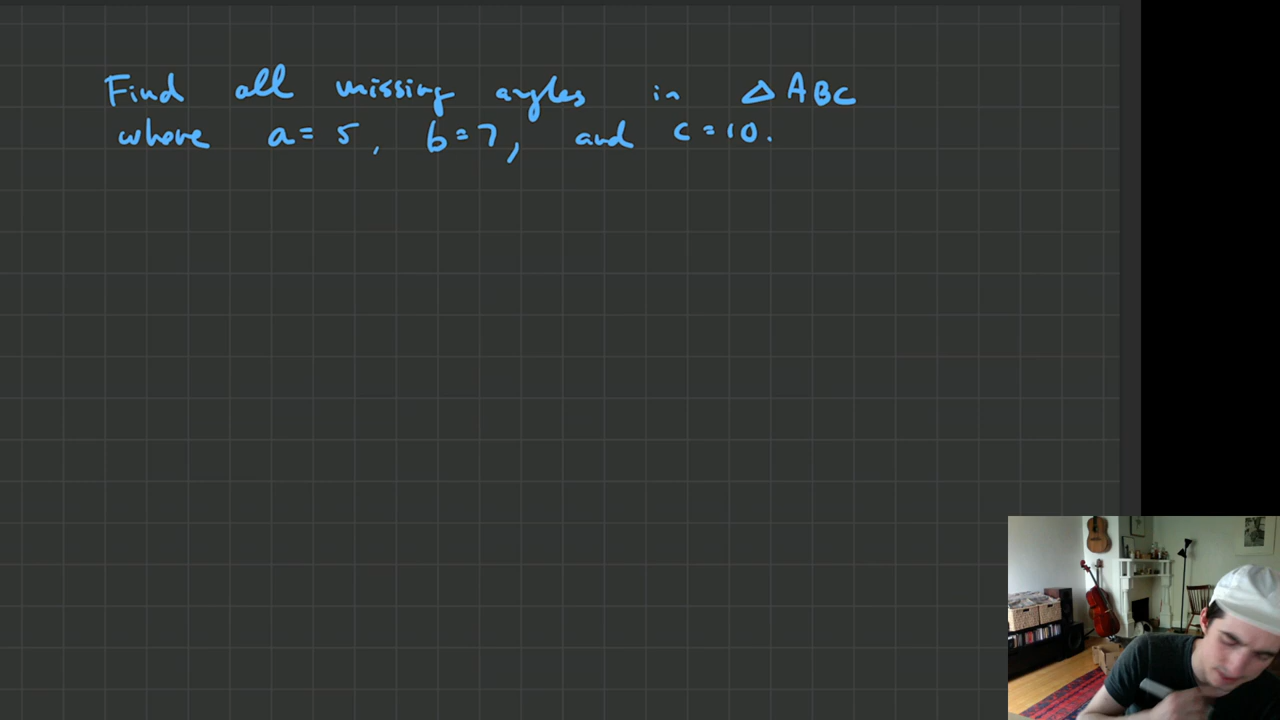 Find all missing angles in △ABC
where a = 5, b = 7, and c = 10.